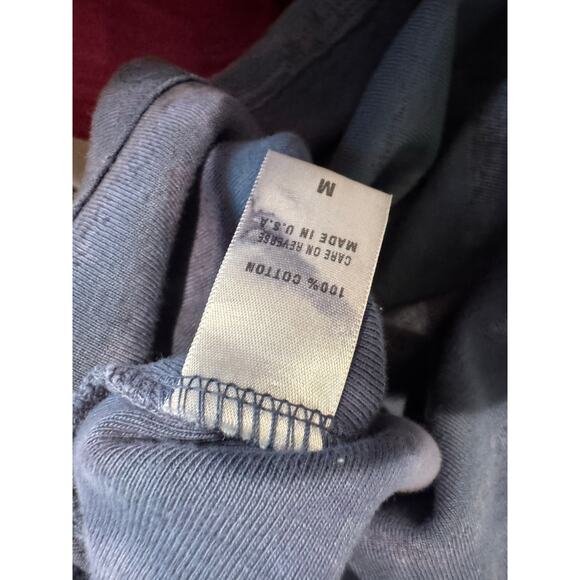 M
MADE IN U.S.A
CARE ON REVERSE
100% COTTON